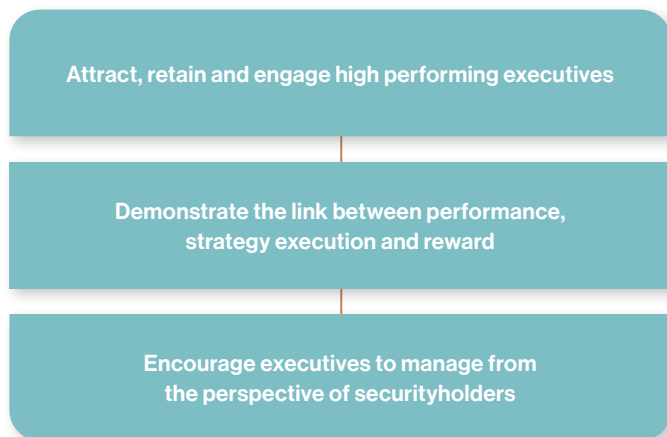 Attract, retain and engage high performing executives
Demonstrate the link between performance,
strategy execution and reward
Encourage executives to manage from
the perspective of securityholders